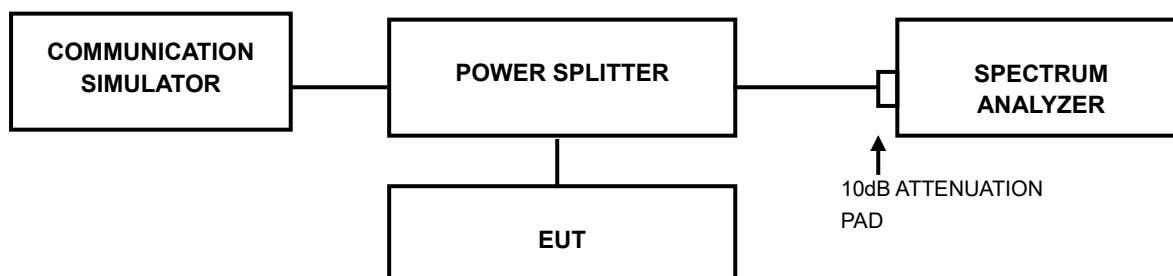 COMMUNICATION
SIMULATOR
POWER SPLITTER
SPECTRUM
ANALYZER
10dB ATTENUATION
PAD
EUT